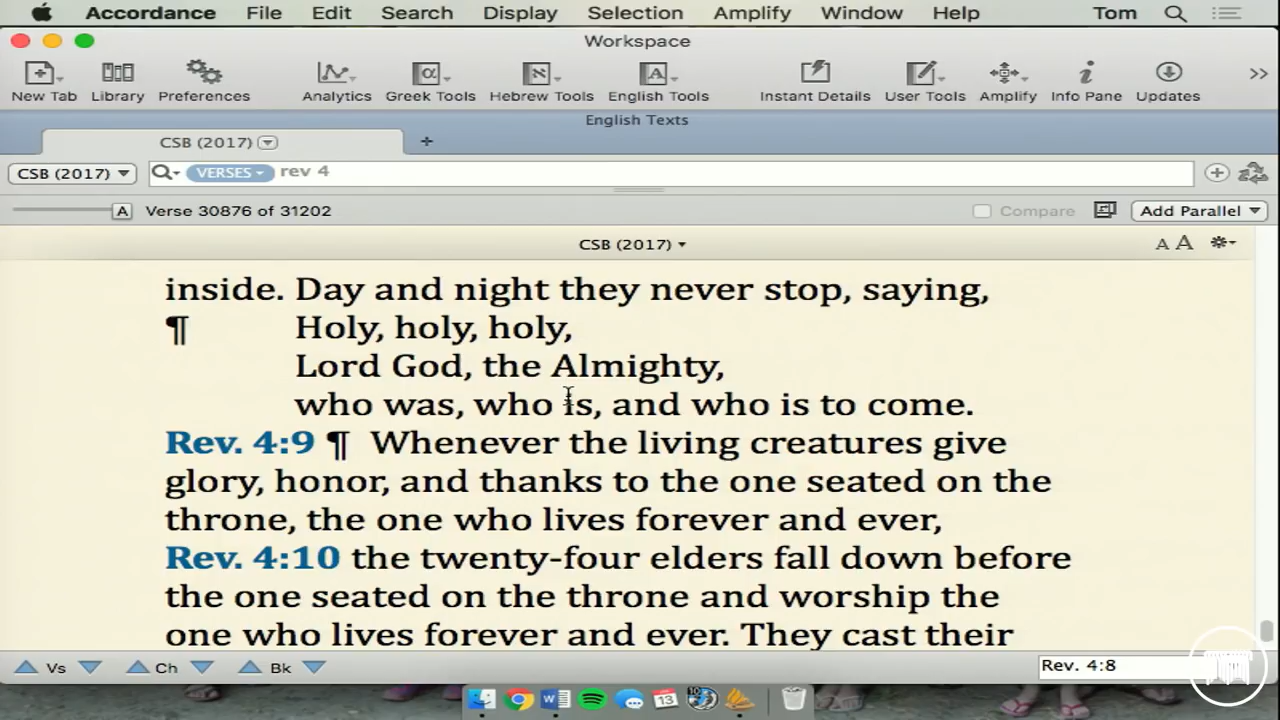 Accordance File Edit Search Display Selection Amplify Window Help Tom
Workspace
New Tab Library Preferences Analytics Greek Tools Hebrew Tools English Tools Instant Details User Tools Amplify Info Pane Updates
English Texts
CSB (2017) +
CSB (2017) VERSES rev 4
A Verse 30876 of 31202 Compare Add Parallel
CSB (2017) A A
inside. Day and night they never stop, saying,
¶ Holy, holy, holy,
Lord God, the Almighty,
who was, who is, and who is to come.
Rev. 4:9 ¶ Whenever the living creatures give
glory, honor, and thanks to the one seated on the
throne, the one who lives forever and ever,
Rev. 4:10 the twenty-four elders fall down before
the one seated on the throne and worship the
one who lives forever and ever. They cast their
Vs Ch Bk Rev. 4:8
13 10